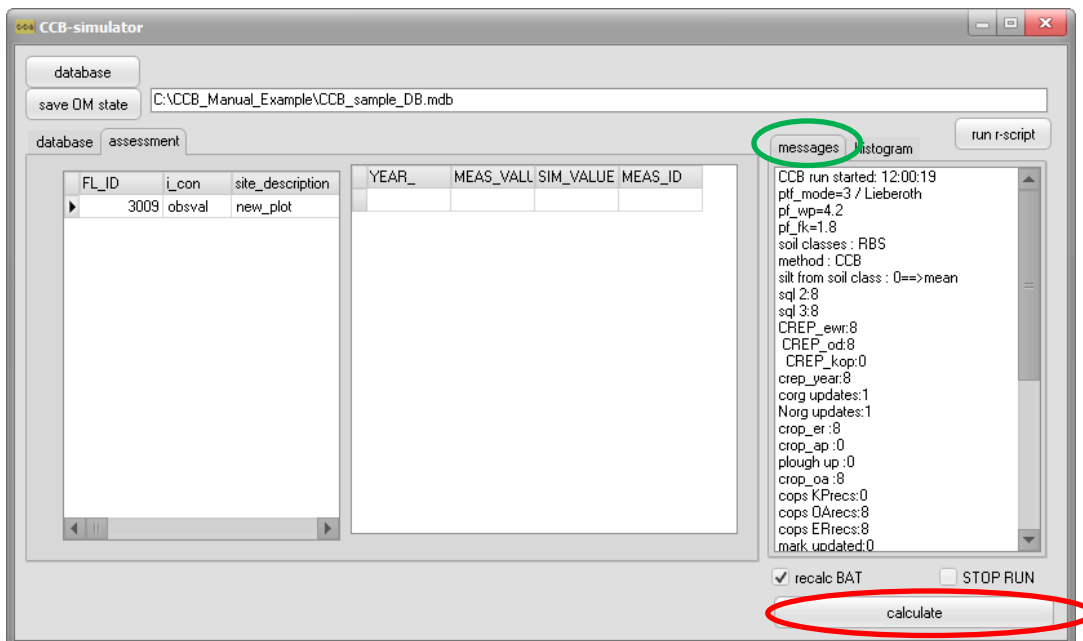 CCB-simulator
database
save OM state
C:\CCB_Manual_Example\CCB_sample_DB.mdb
run r-script
database assessment
messages histogram
FL_ID i_con site_description
3009 obsval new_plot
YEAR_ MEAS_VALU SIM_VALUE MEAS_ID
CCB run started: 12:00:19
ptf_mode=3 / Lieberoth
pf_wp=4.2
pf_fk=1.8
soil classes : RBS
method : CCB
silt from soil class : 0==>mean
sql 2:8
sql 3:8
CREP_ewr:8
CREP_od:8
CREP_kop:0
crep_year:8
corg updates:1
Norg updates:1
crop_er :8
crop_ap :0
plough up :0
crop_oa :8
cops KPrecs:0
cops OArecs:8
cops ERrecs:8
mark updated:0
recalc BAT
STOP RUN
calculate